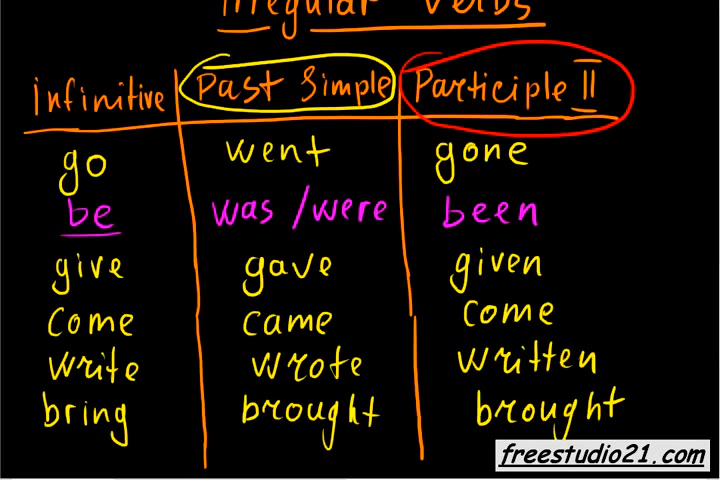 Irregular Verbs
Infinitive Past Simple Participle II
go went gone
be was/were been
give gave given
come came come
write wrote written
bring brought brought
freestudio21.com